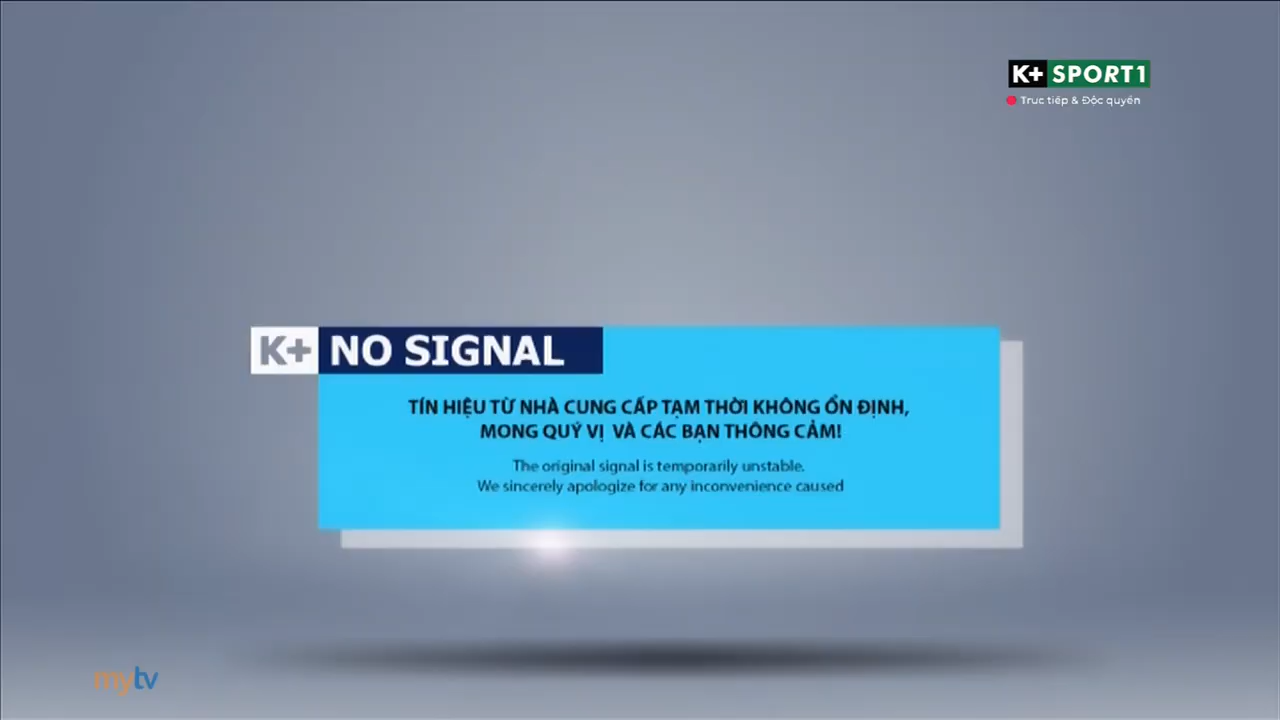 K+ SPORT1
Trực tiếp & Độc quyền
K+ NO SIGNAL
TÍN HIỆU TỪ NHÀ CUNG CẤP TẠM THỜI KHÔNG ỔN ĐỊNH,
MONG QUÝ VỊ VÀ CÁC BẠN THÔNG CẢM!
The original signal is temporarily unstable.
We sincerely apologize for any inconvenience caused
mytv